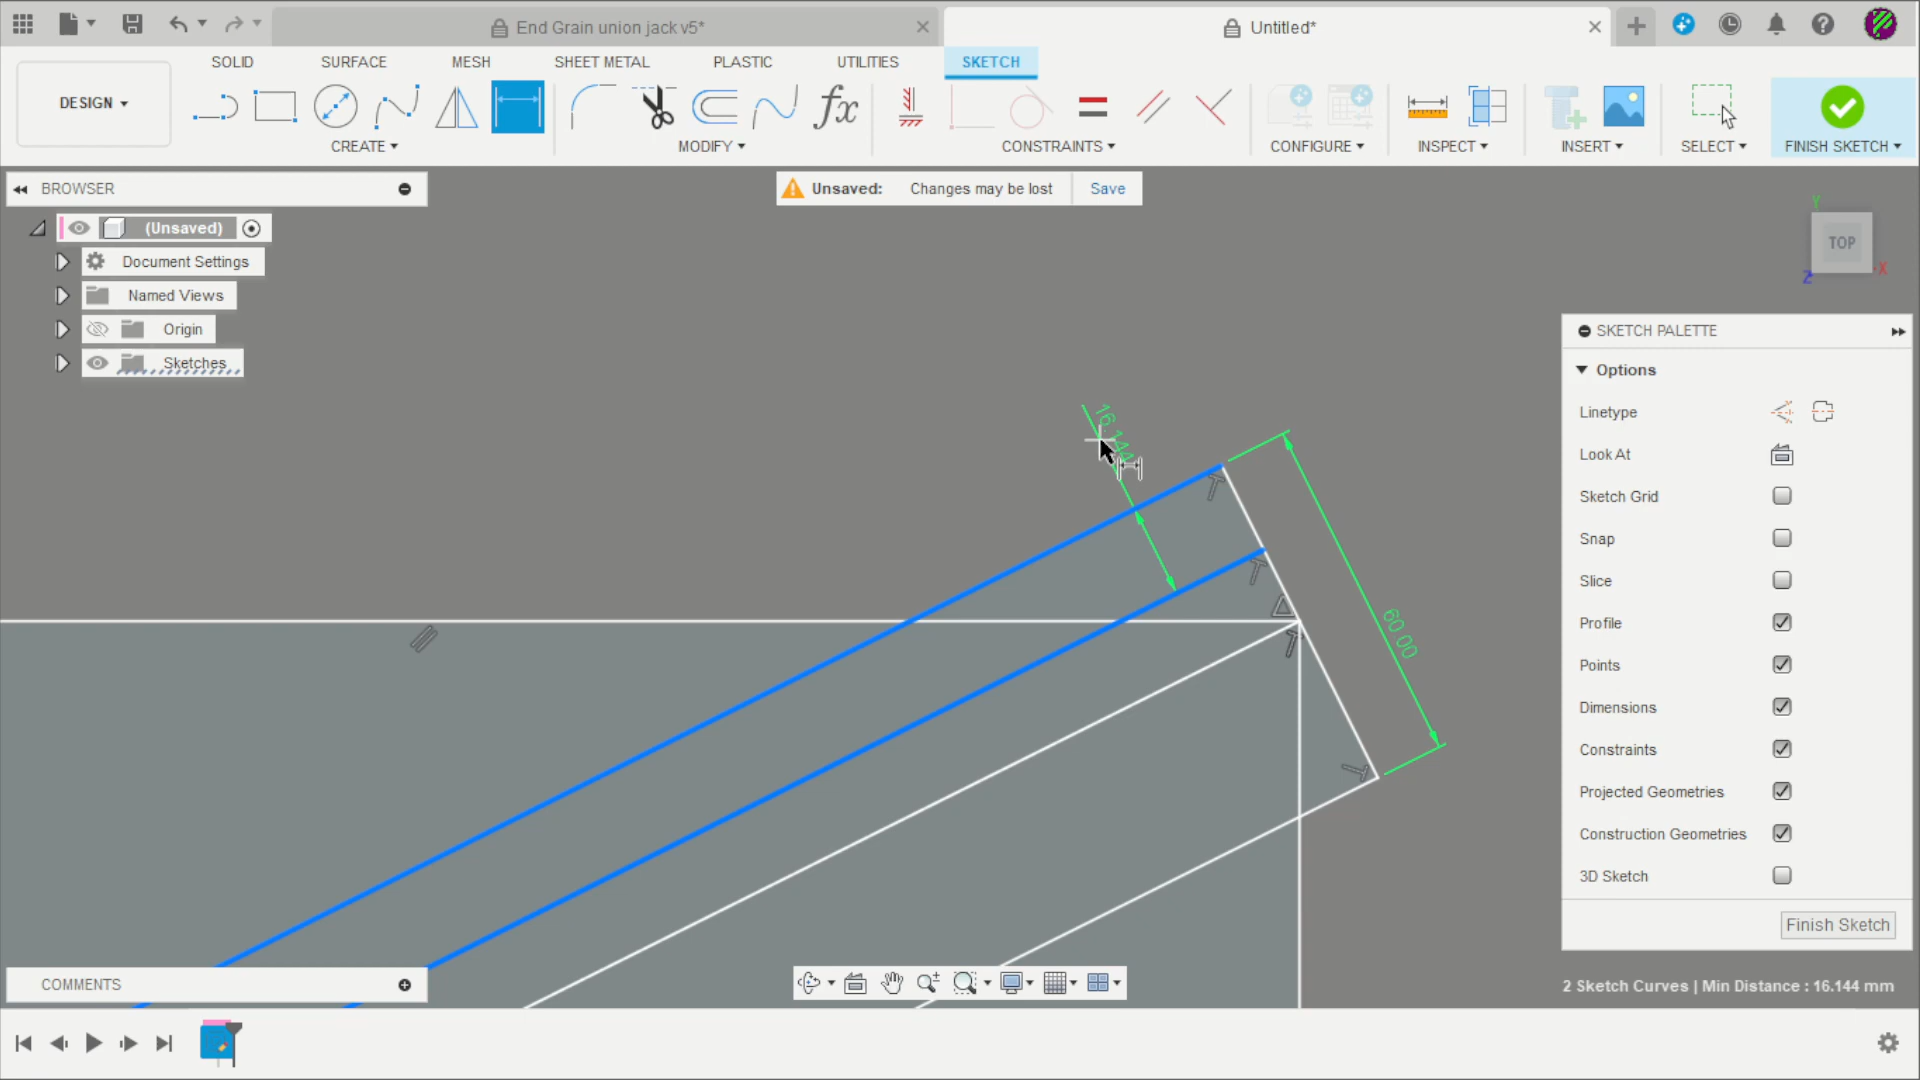 End Grain union jack v5*
Untitled*
SOLID
SURFACE
MESH
SHEET METAL
PLASTIC
UTILITIES
SKETCH
DESIGN
fx
CREATE
MODIFY
CONSTRAINTS
CONFIGURE
INSPECT
INSERT
SELECT
FINISH SKETCH
BROWSER
Unsaved: Changes may be lost
Save
(Unsaved)
Document Settings
Named Views
Origin
Sketches
Y
TOP
X
Z
SKETCH PALETTE
Options
Linetype
Look At
Sketch Grid
Snap
Slice
Profile
Points
Dimensions
Constraints
Projected Geometries
Construction Geometries
3D Sketch
Finish Sketch
16.144
60.00
COMMENTS
2 Sketch Curves | Min Distance : 16.144 mm